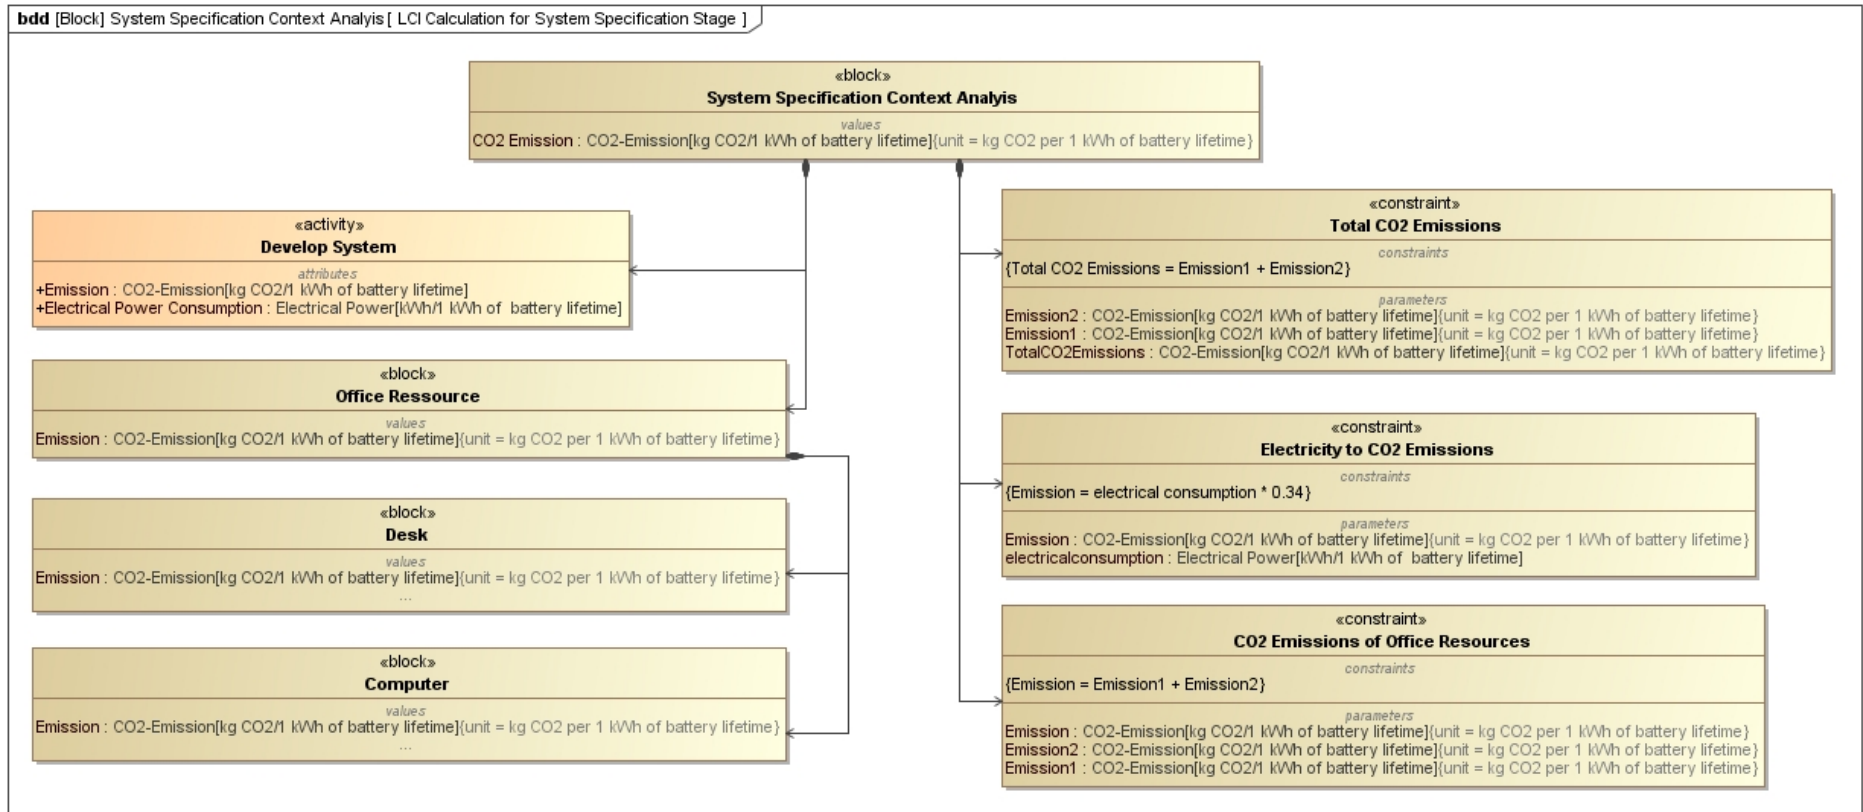 bdd [Block] System Specification Context Analyis [ LCI Calculation for System Specification Stage ]
«block»
System Specification Context Analyis
values
CO2 Emission : CO2-Emission[kg CO2/1 kWh of battery lifetime]{unit = kg CO2 per 1 kWh of battery lifetime}
«activity»
Develop System
attributes
+Emission : CO2-Emission[kg CO2/1 kWh of battery lifetime]
+Electrical Power Consumption : Electrical Power[kWh/1 kWh of  battery lifetime]
«block»
Office Ressource
values
Emission : CO2-Emission[kg CO2/1 kWh of battery lifetime]{unit = kg CO2 per 1 kWh of battery lifetime}
«block»
Desk
values
Emission : CO2-Emission[kg CO2/1 kWh of battery lifetime]{unit = kg CO2 per 1 kWh of battery lifetime}
...
«block»
Computer
values
Emission : CO2-Emission[kg CO2/1 kWh of battery lifetime]{unit = kg CO2 per 1 kWh of battery lifetime}
...
«constraint»
Total CO2 Emissions
constraints
{Total CO2 Emissions = Emission1 + Emission2}
parameters
Emission2 : CO2-Emission[kg CO2/1 kWh of battery lifetime]{unit = kg CO2 per 1 kWh of battery lifetime}
Emission1 : CO2-Emission[kg CO2/1 kWh of battery lifetime]{unit = kg CO2 per 1 kWh of battery lifetime}
TotalCO2Emissions : CO2-Emission[kg CO2/1 kWh of battery lifetime]{unit = kg CO2 per 1 kWh of battery lifetime}
«constraint»
Electricity to CO2 Emissions
constraints
{Emission = electrical consumption * 0.34}
parameters
Emission : CO2-Emission[kg CO2/1 kWh of battery lifetime]{unit = kg CO2 per 1 kWh of battery lifetime}
electricalconsumption : Electrical Power[kWh/1 kWh of  battery lifetime]
«constraint»
CO2 Emissions of Office Resources
constraints
{Emission = Emission1 + Emission2}
parameters
Emission : CO2-Emission[kg CO2/1 kWh of battery lifetime]{unit = kg CO2 per 1 kWh of battery lifetime}
Emission2 : CO2-Emission[kg CO2/1 kWh of battery lifetime]{unit = kg CO2 per 1 kWh of battery lifetime}
Emission1 : CO2-Emission[kg CO2/1 kWh of battery lifetime]{unit = kg CO2 per 1 kWh of battery lifetime}